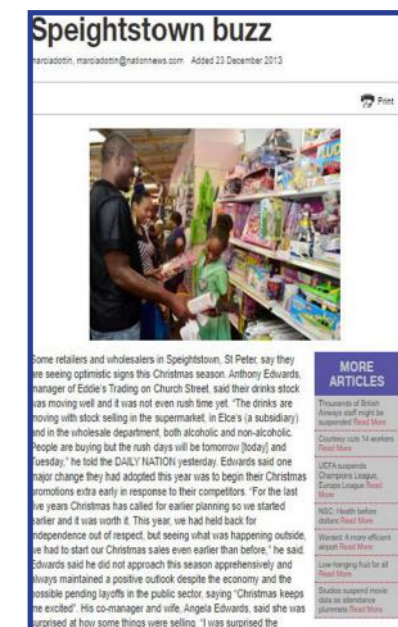 Speightstown buzz
marciadottin, marciadottin@nationnews.com Added 23 December 2013
Print
Some retailers and wholesalers in Speightstown, St Peter, say they
are seeing optimistic signs this Christmas season. Anthony Edwards,
manager of Eddie's Trading on Church Street, said their drinks stock
was moving well and it was not even rush time yet. "The drinks are
moving with stock selling in the supermarket, in Elce's (a subsidiary)
and in the wholesale department, both alcoholic and non-alcoholic.
People are buying but the rush days will be tomorrow [today] and
Tuesday," he told the DAILY NATION yesterday. Edwards said one
major change they had adopted this year was to begin their Christmas
promotions extra early in response to their competitors. "For the last
five years Christmas has called for earlier planning so we started
earlier and it was worth it. This year, we had held back for
Independence out of respect, but seeing what was happening outside,
we had to start our Christmas sales even earlier than before," he said.
Edwards said he did not approach this season apprehensively and
always maintained a positive outlook despite the economy and the
possible pending layoffs in the public sector, saying "Christmas keeps
me excited". His co-manager and wife, Angela Edwards, said she was
surprised at how some things were selling. "I was surprised the
MORE
ARTICLES
Thousands of British
Airways staff might be
suspended Read More
Courtesy cuts 14 workers
Read More
UEFA suspends
Champions League,
Europa League Read
More
NSC: Health before
dollars Read More
Wanted: A more efficient
airport Read More
Low-hanging fruit for all
Read More
Studios suspend movie
data as attendance
plummets Read More